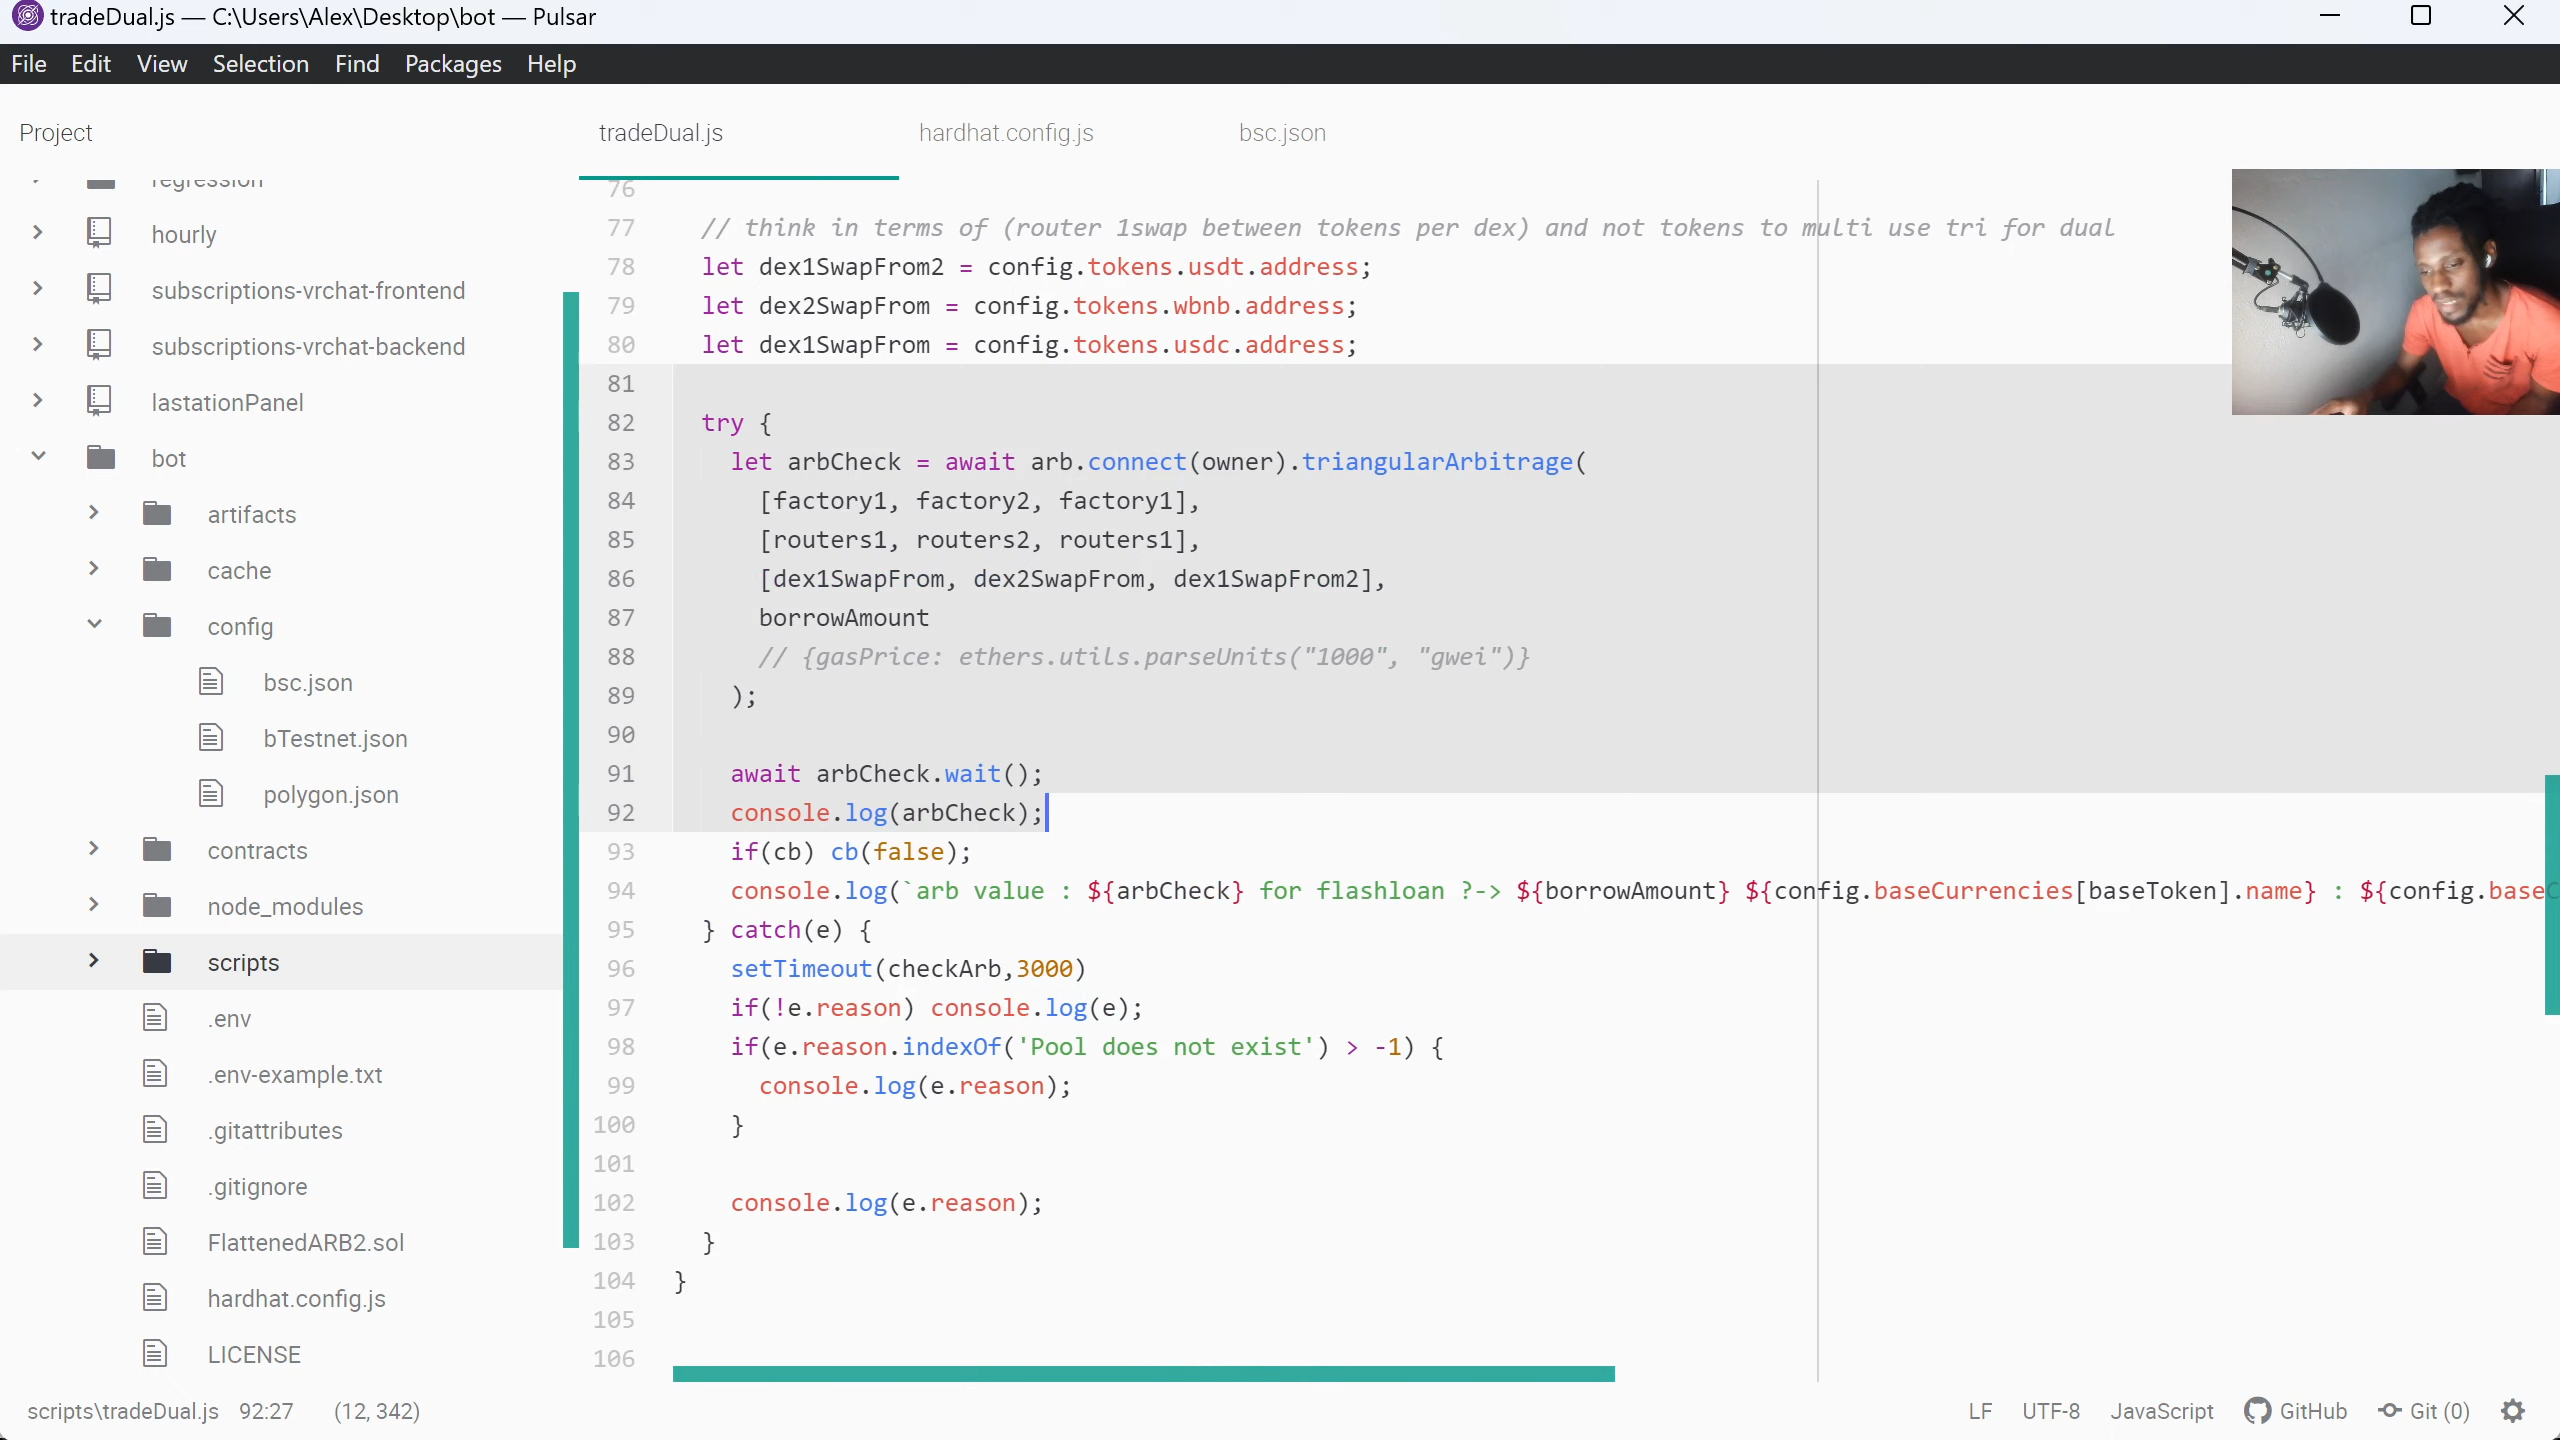 tradeDual.js — C:\Users\Alex\Desktop\bot — Pulsar
File Edit View Selection Find Packages Help
Project
tradeDual.js hardhat.config.js bsc.json
regression
hourly
subscriptions-vrchat-frontend
subscriptions-vrchat-backend
lastationPanel
bot
artifacts
cache
config
bsc.json
bTestnet.json
polygon.json
contracts
node_modules
scripts
.env
.env-example.txt
.gitattributes
.gitignore
FlattenedARB2.sol
hardhat.config.js
LICENSE
76
77 // think in terms of (router 1swap between tokens per dex) and not tokens to multi use tri for dual
78 let dex1SwapFrom2 = config.tokens.usdt.address;
79 let dex2SwapFrom = config.tokens.wbnb.address;
80 let dex1SwapFrom = config.tokens.usdc.address;
81
82 try {
83 let arbCheck = await arb.connect(owner).triangularArbitrage(
84 [factory1, factory2, factory1],
85 [routers1, routers2, routers1],
86 [dex1SwapFrom, dex2SwapFrom, dex1SwapFrom2],
87 borrowAmount
88 // {gasPrice: ethers.utils.parseUnits("1000", "gwei")}
89 );
90
91 await arbCheck.wait();
92 console.log(arbCheck);
93 if(cb) cb(false);
94 console.log(`arb value : ${arbCheck} for flashloan ?-> ${borrowAmount} ${config.baseCurrencies[baseToken].name} : ${config.baseC
95 } catch(e) {
96 setTimeout(checkArb,3000)
97 if(!e.reason) console.log(e);
98 if(e.reason.indexOf('Pool does not exist') > -1) {
99 console.log(e.reason);
100 }
101
102 console.log(e.reason);
103 }
104 }
105
106
scripts\tradeDual.js 92:27 (12, 342)
LF UTF-8 JavaScript GitHub Git (0)